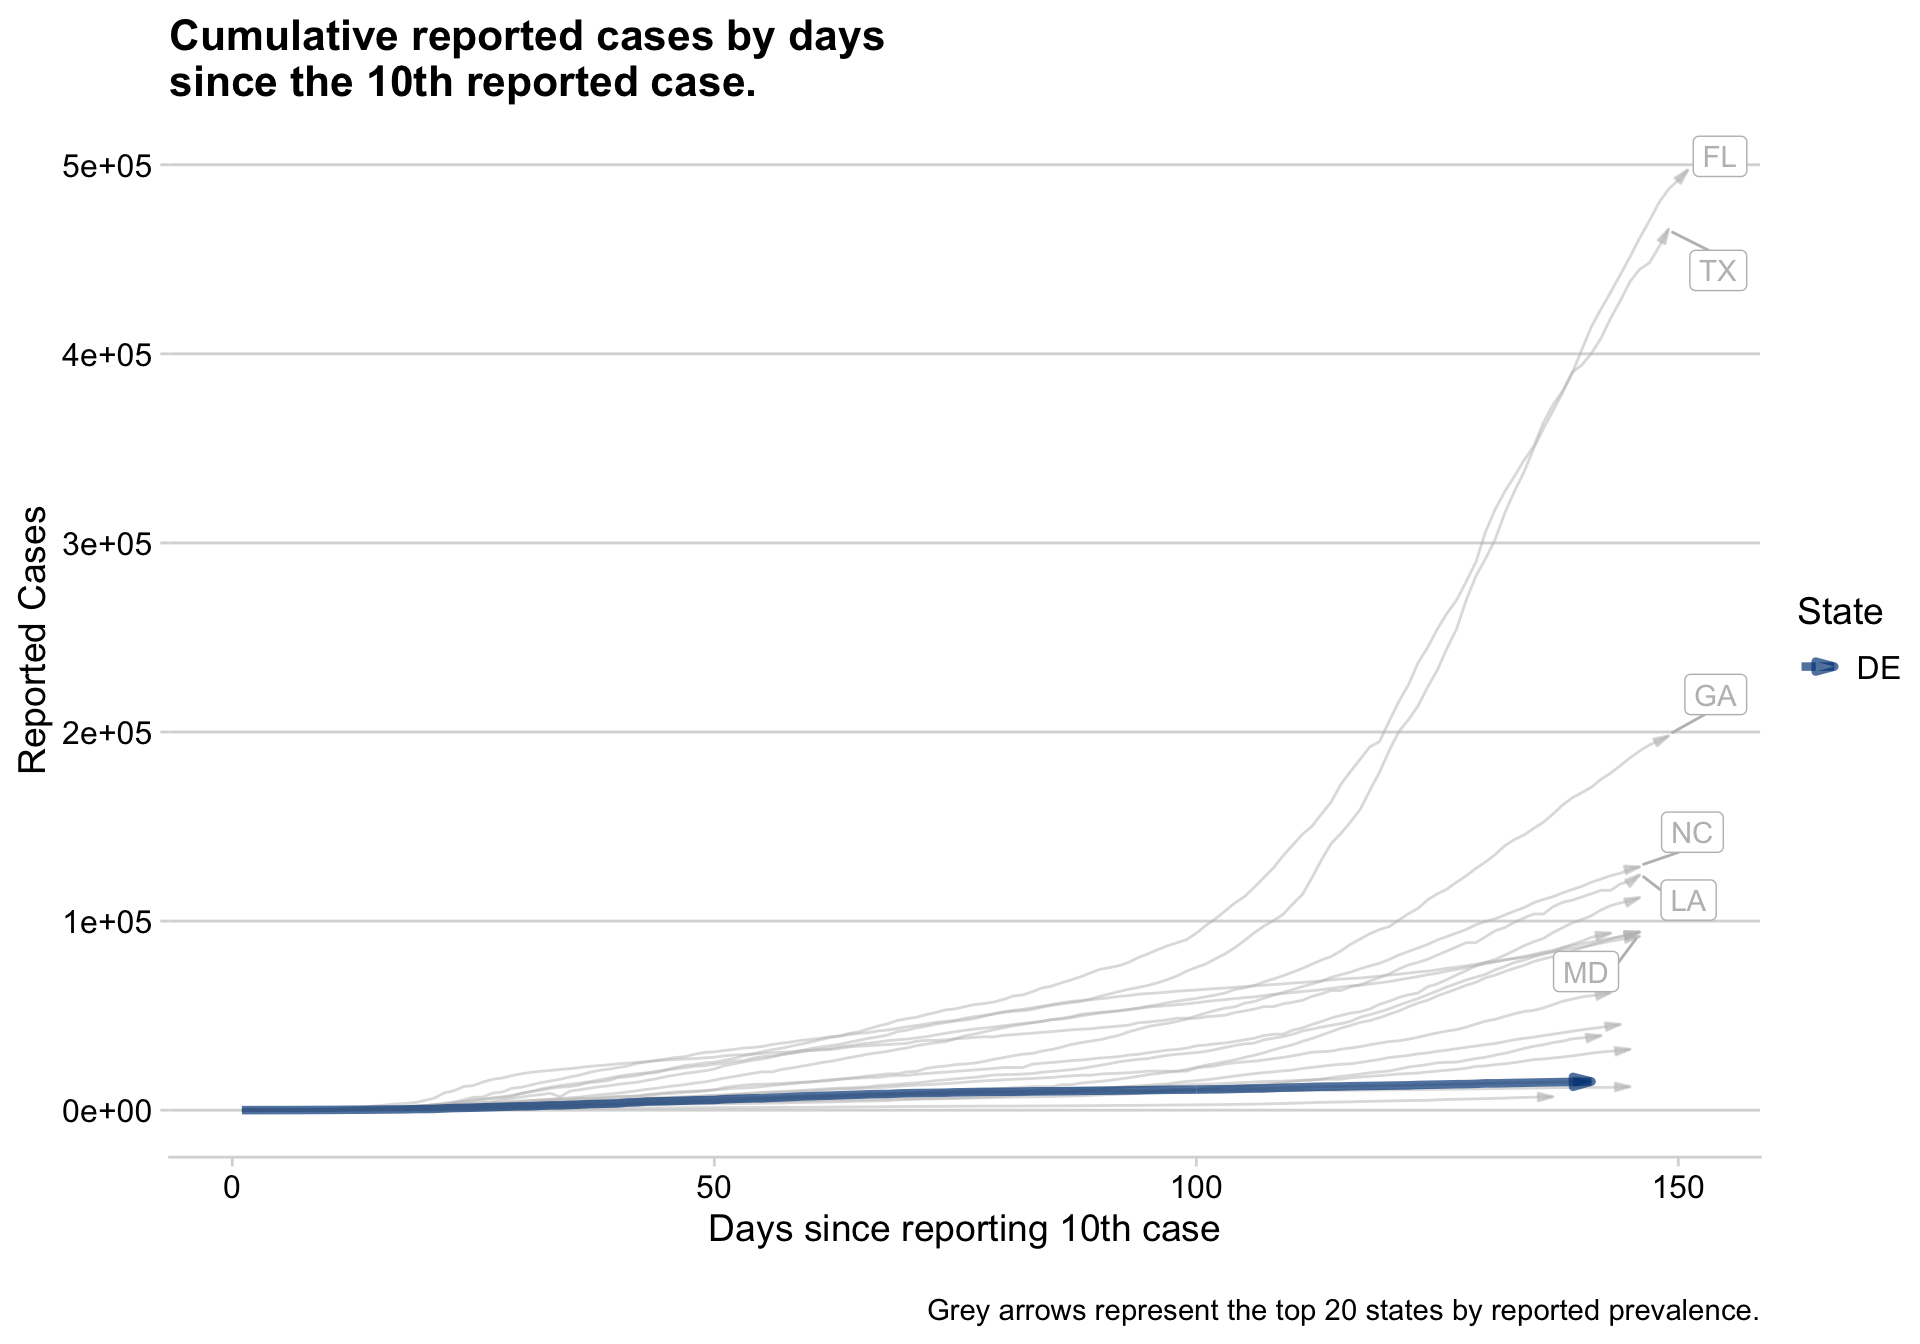 Cumulative reported cases by days
since the 10th reported case.
5e+05
4e+05
3e+05
2e+05
1e+05
0e+00
Reported Cases
FL
TX
GA
NC
LA
MD
State
DE
0 50 100 150
Days since reporting 10th case
Grey arrows represent the top 20 states by reported prevalence.